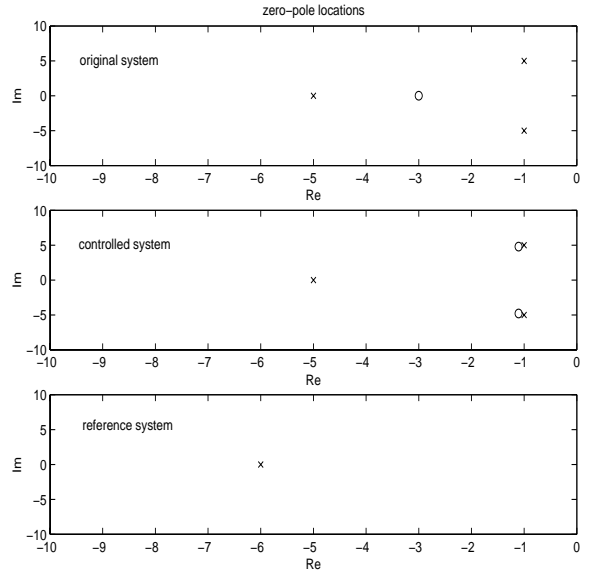 zero−pole locations
10
5
0
−5
−10
Im
original system
−10 −9 −8 −7 −6 −5 −4 −3 −2 −1 0
Re
10
5
0
−5
−10
Im
controlled system
−10 −9 −8 −7 −6 −5 −4 −3 −2 −1 0
Re
10
5
0
−5
−10
Im
reference system
−10 −9 −8 −7 −6 −5 −4 −3 −2 −1 0
Re